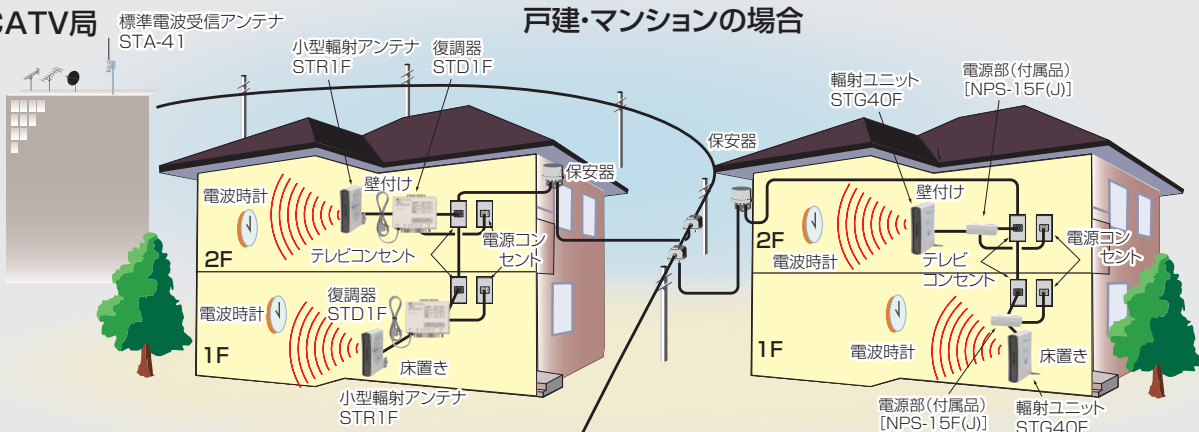 CATV局
標準電波受信アンテナ
STA-41
戸建・マンションの場合
小型輻射アンテナ
STR1F
復調器
STD1F
保安器
壁付け
電波時計
テレビコンセント
電源コン
セント
2F
復調器
STD1F
電波時計
1F
床置き
小型輻射アンテナ
STR1F
保安器
輻射ユニット
STG40F
電源部（付属品）
[NPS-15F(J)]
壁付け
2F
電波時計
テレビ
コンセント
電源コン
セント
1F
電波時計
床置き
電源部（付属品）
[NPS-15F(J)]
輻射ユニット
STG40F